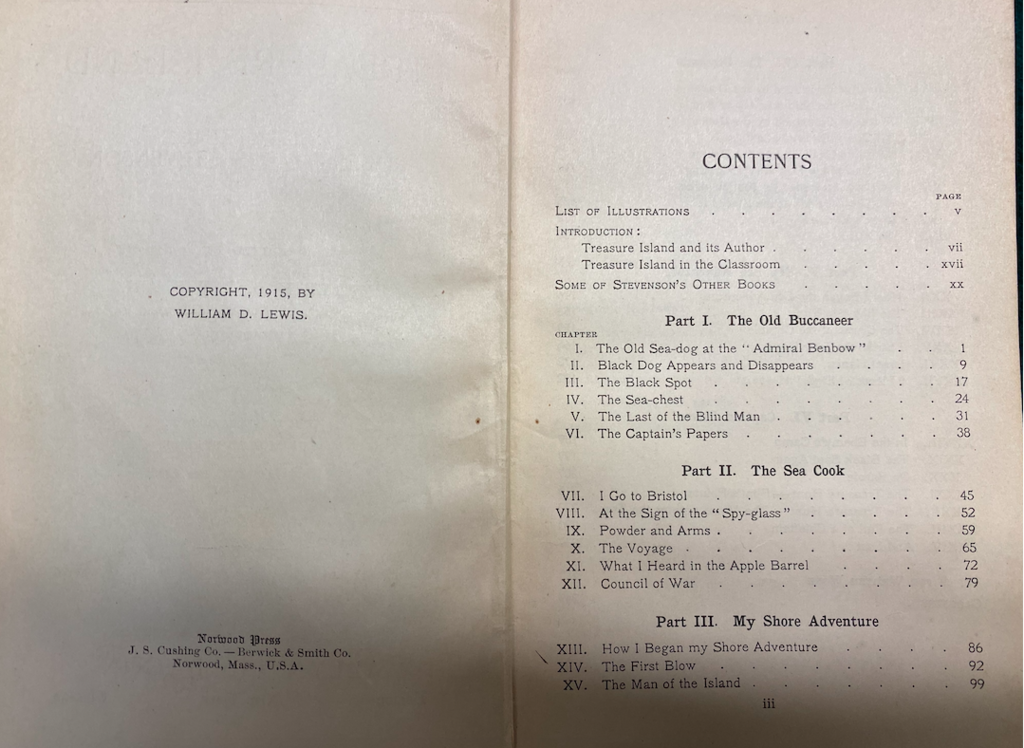 COPYRIGHT, 1915, BY
WILLIAM D. LEWIS.
Norwood Press
J. S. Cushing Co. — Berwick & Smith Co.
Norwood, Mass., U.S.A.
CONTENTS
PAGE
LIST OF ILLUSTRATIONS . . . . . . . . v
INTRODUCTION:
Treasure Island and its Author . . . . . . vii
Treasure Island in the Classroom . . . . . xvii
SOME OF STEVENSON'S OTHER BOOKS . . . . . xx
Part I. The Old Buccaneer
CHAPTER
I. The Old Sea-dog at the "Admiral Benbow" . . 1
II. Black Dog Appears and Disappears . . . . 9
III. The Black Spot . . . . . . . . 17
IV. The Sea-chest . . . . . . . . 24
V. The Last of the Blind Man . . . . . . 31
VI. The Captain's Papers . . . . . . . 38
Part II. The Sea Cook
VII. I Go to Bristol . . . . . . . . 45
VIII. At the Sign of the "Spy-glass" . . . . . 52
IX. Powder and Arms . . . . . . . . 59
X. The Voyage . . . . . . . . . 65
XI. What I Heard in the Apple Barrel . . . . 72
XII. Council of War . . . . . . . . 79
Part III. My Shore Adventure
XIII. How I Began my Shore Adventure . . . . 86
XIV. The First Blow . . . . . . . . 92
XV. The Man of the Island . . . . . . . 99
iii